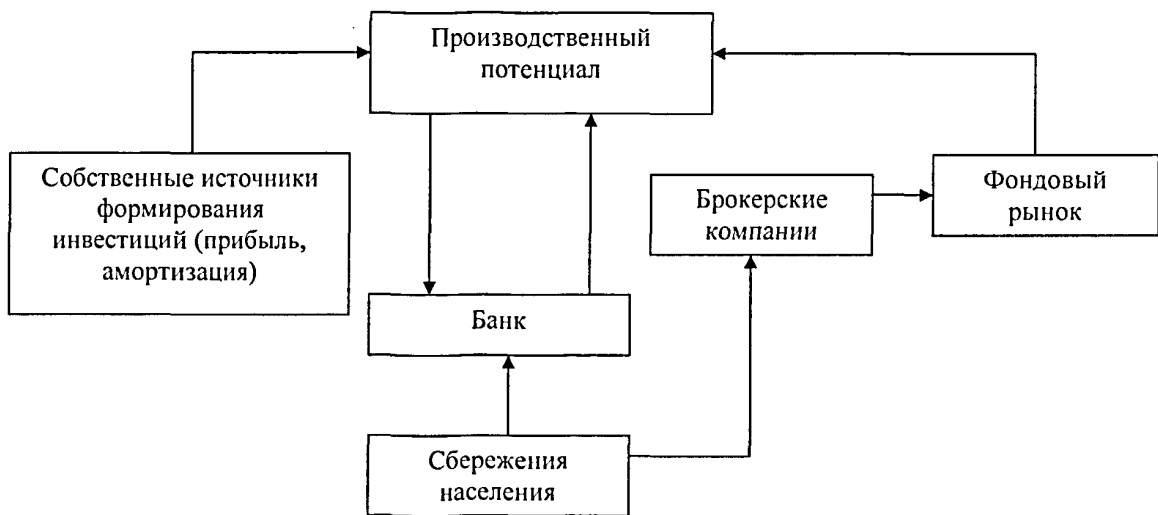 Производственный
потенциал
Собственные источники
формирования
инвестиций (прибыль,
амортизация)
Брокерские
компании
Фондовый
рынок
Банк
Сбережения
населения